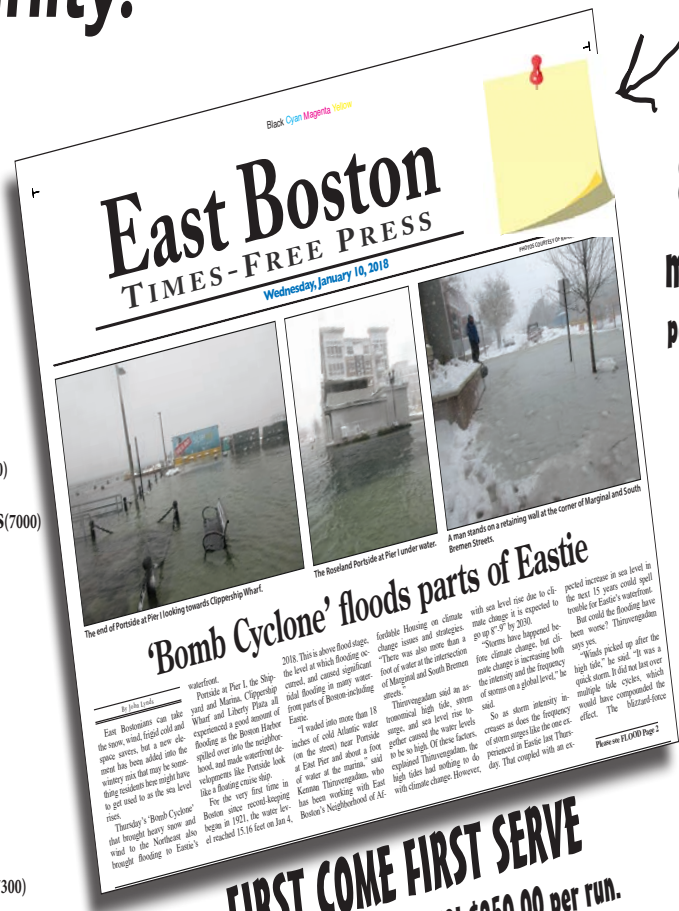 Black Cyan Magenta Yellow
East Boston
TIMES-FREE PRESS
Wednesday, January 10, 2018
PHOTOS COURTESY OF
The end of Portside at Pier I looking towards Clippership Wharf.
The Roseland Portside at Pier I under water.
A man stands on a retaining wall at the corner of Marginal and South
Bremen Streets.
'Bomb Cyclone' floods parts of Eastie
By John Lynds
East Bostonians can take
the snow, wind, frigid cold and
space savers, but a new ele-
ment has been added into the
wintery mix that may be some-
thing residents here might have
to get used to as the sea level
rises.
Thursday's 'Bomb Cyclone'
that brought heavy snow and
wind to the Northeast also
brought flooding to Eastie's
waterfront.
Portside at Pier I, the Ship-
yard and Marina, Clippership
Wharf and Liberty Plaza all
experienced a good amount of
flooding as the Boston Harbor
spilled over into the neighbor-
hood, and made waterfront de-
velopments like Portside look
like a floating cruise ship.
For the very first time in
Boston since record-keeping
began in 1921, the water lev-
el reached 15.16 feet on Jan 4,
2018. This is above flood stage,
the level at which flooding oc-
curred, and caused significant
tidal flooding in many water-
front parts of Boston-including
Eastie.
"I waded into more than 18
inches of cold Atlantic water
(on the street) near Portside
at East Pier and about a foot
of water at the marina," said
Kannan Thiruvengadam, who
has been working with East
Boston's Neighborhood of Af-
fordable Housing on climate
change issues and strategies.
"There was also more than a
foot of water at the intersection
of Marginal and South Bremen
streets."
Thiruvengadam said an as-
tronomical high tide, storm
surge, and sea level rise to-
gether caused the water levels
to be so high. Of these factors,
explained Thiruvengadam, the
high tides had nothing to do
with climate change. However,
with sea level rise due to cli-
mate change it is expected to
go up 8"-9" by 2030.
"Storms have happened be-
fore climate change, but cli-
mate change is increasing both
the intensity and the frequency
of storms on a global level," he
said.
So as storm intensity in-
creases as does the frequency
of storm surges like the one ex-
perienced in Eastie last Thurs-
day. That coupled with an ex-
pected increase in sea level in
the next 15 years could spell
trouble for Eastie's waterfront.
But could the flooding have
been worse? Thiruvengadam
says yes.
"Winds picked up after the
high tide," he said. "It was a
quick storm. It did not last over
multiple tide cycles, which
would have compounded the
effect. The blizzard-force
Please see FLOOD Page 2
(7000)
300)
FIRST COME FIRST SERVE
$350.00 per run.